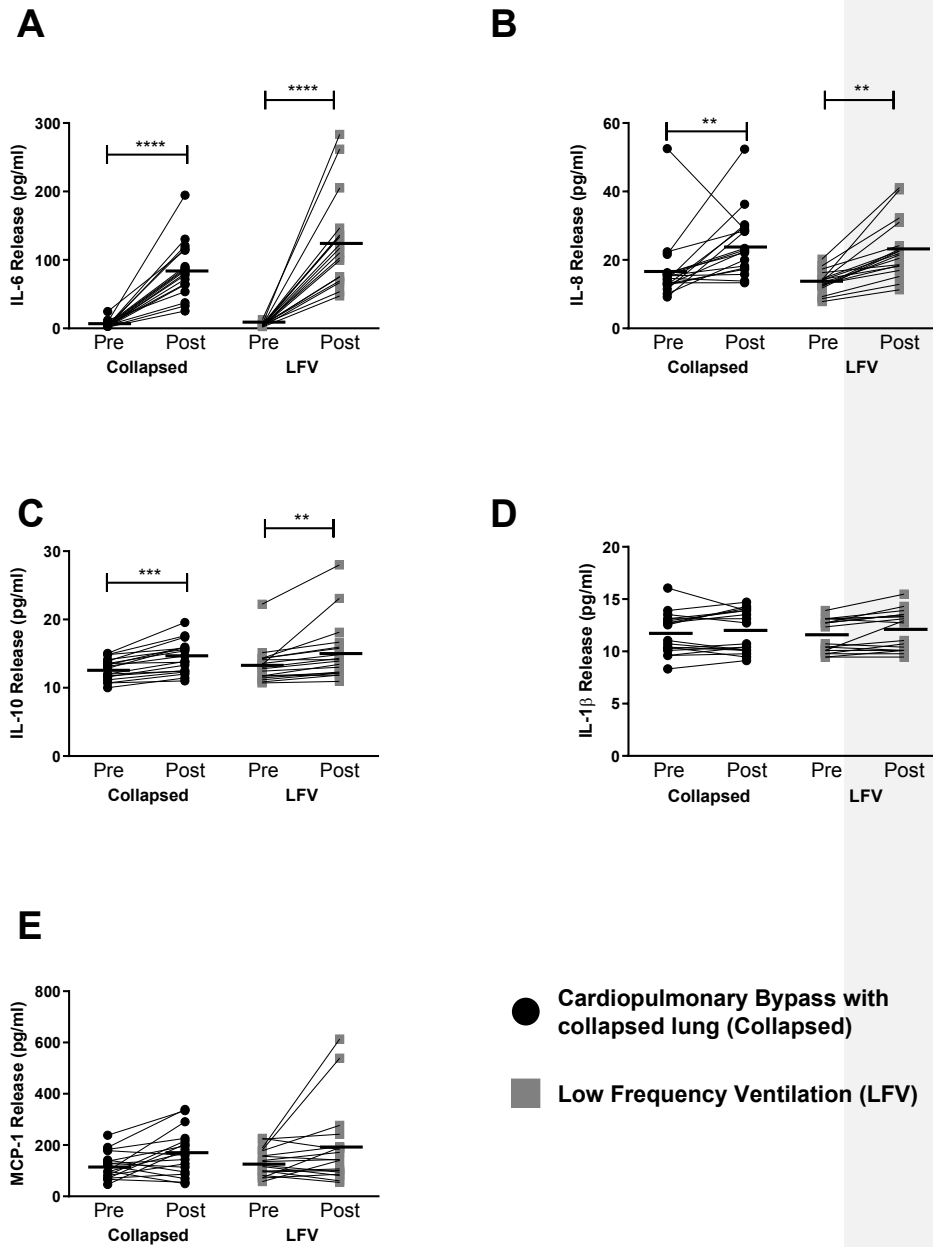 A
****
****
IL-6 Release (pg/ml)
300
200
100
0
Pre
Post
Pre
Post
Collapsed
LFV
B
**
**
IL-8 Release (pg/ml)
60
40
20
0
Pre
Post
Pre
Post
Collapsed
LFV
C
***
**
IL-10 Release (pg/ml)
30
20
10
0
Pre
Post
Pre
Post
Collapsed
LFV
D
IL-1β Release (pg/ml)
20
15
10
5
0
Pre
Post
Pre
Post
Collapsed
LFV
E
MCP-1 Release (pg/ml)
800
600
400
200
0
Pre
Post
Pre
Post
Collapsed
LFV
Cardiopulmonary Bypass with
collapsed lung (Collapsed)
Low Frequency Ventilation (LFV)